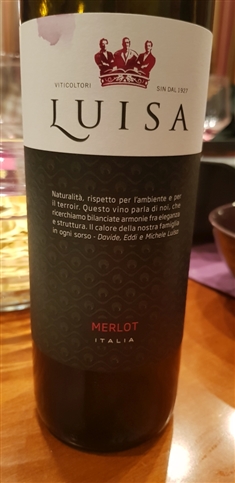 VITICOLTORI SIN DAL 1927
LUISA
Naturalità, rispetto per l'ambiente e per
il terroir. Questo vino parla di noi, che
ricerchiamo bilanciate armonie fra eleganza
e struttura. Il calore della nostra famiglia
in ogni sorso - Davide, Eddi e Michele Luisa
MERLOT
ITALIA